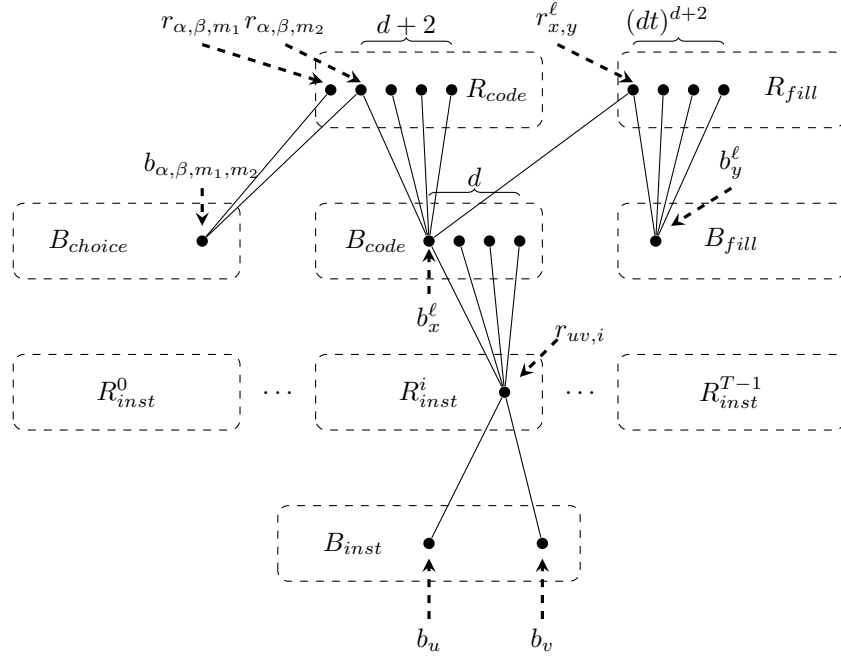 r_{α,β,m_1} r_{α,β,m_2} d + 2 r^ℓ_{x,y} (dt)^{d+2}
R_{code} R_{fill}
b_{α,β,m_1,m_2} d b^ℓ_y
B_{choice} B_{code} B_{fill}
b^ℓ_x
r_{uv,i}
R^0_{inst} ··· R^i_{inst} ··· R^{T−1}_{inst}
B_{inst}
b_u b_v